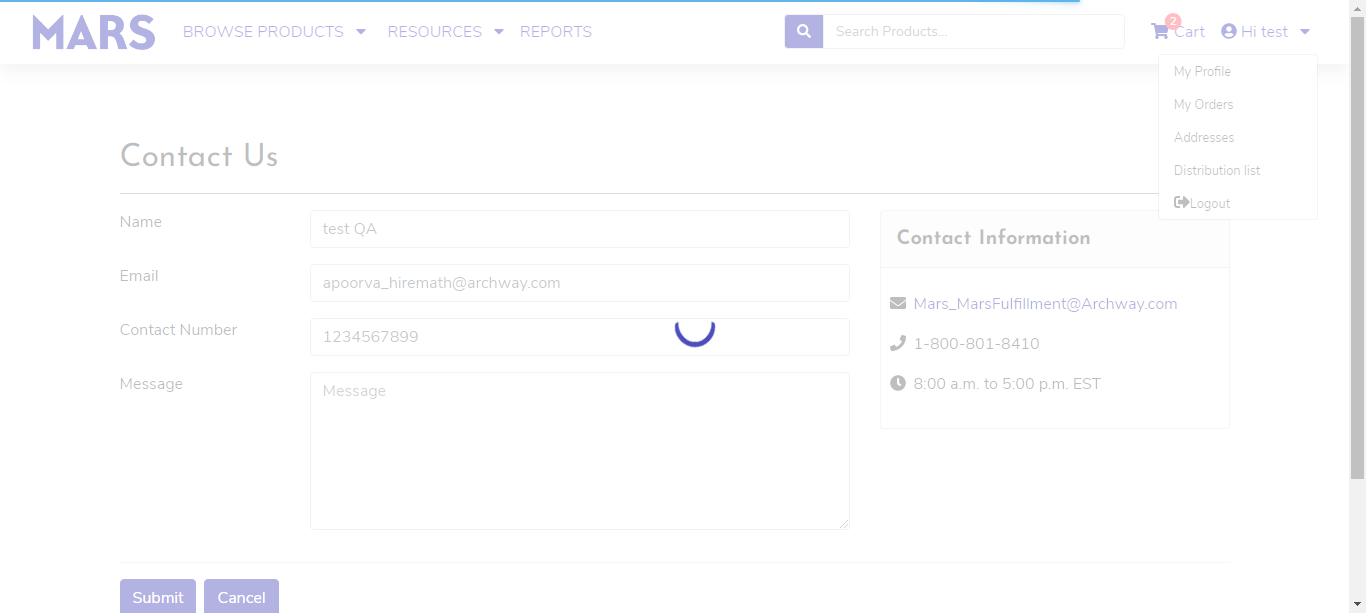 MARS
BROWSE PRODUCTS
RESOURCES
REPORTS
Search Products...
2
Cart
Hi test
My Profile
My Orders
Addresses
Distribution list
Logout
Contact Us
Name
test QA
Email
apoorva_hiremath@archway.com
Contact Number
1234567899
Message
Message
Contact Information
Mars_MarsFulfillment@Archway.com
1-800-801-8410
8:00 a.m. to 5:00 p.m. EST
Submit
Cancel